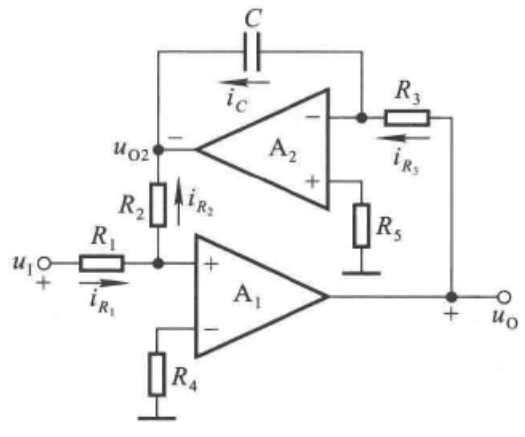 C
i_C
R_3
−
A_2
u_{O2}
−
i_{R_3}
+
R_2
i_{R_2}
R_5
R_1
u_I
+
+
i_{R_1}
A_1
−
+
u_O
R_4